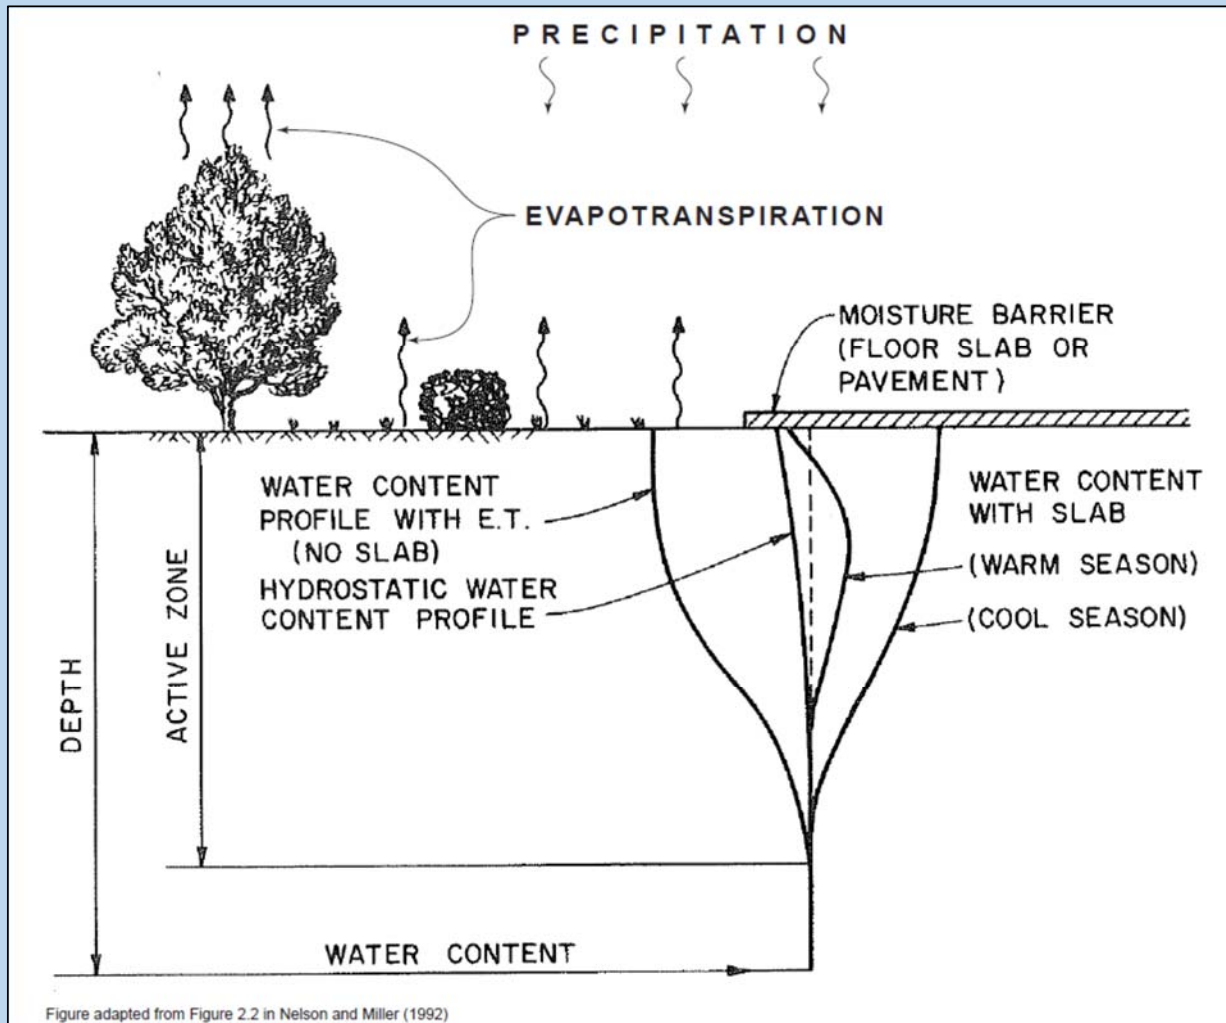 PRECIPITATION
EVAPOTRANSPIRATION
MOISTURE BARRIER
(FLOOR SLAB OR
PAVEMENT)
WATER CONTENT
PROFILE WITH E.T.
(NO SLAB)
HYDROSTATIC WATER
CONTENT PROFILE
WATER CONTENT
WITH SLAB
(WARM SEASON)
(COOL SEASON)
DEPTH
ACTIVE ZONE
WATER CONTENT
Figure adapted from Figure 2.2 in Nelson and Miller (1992)